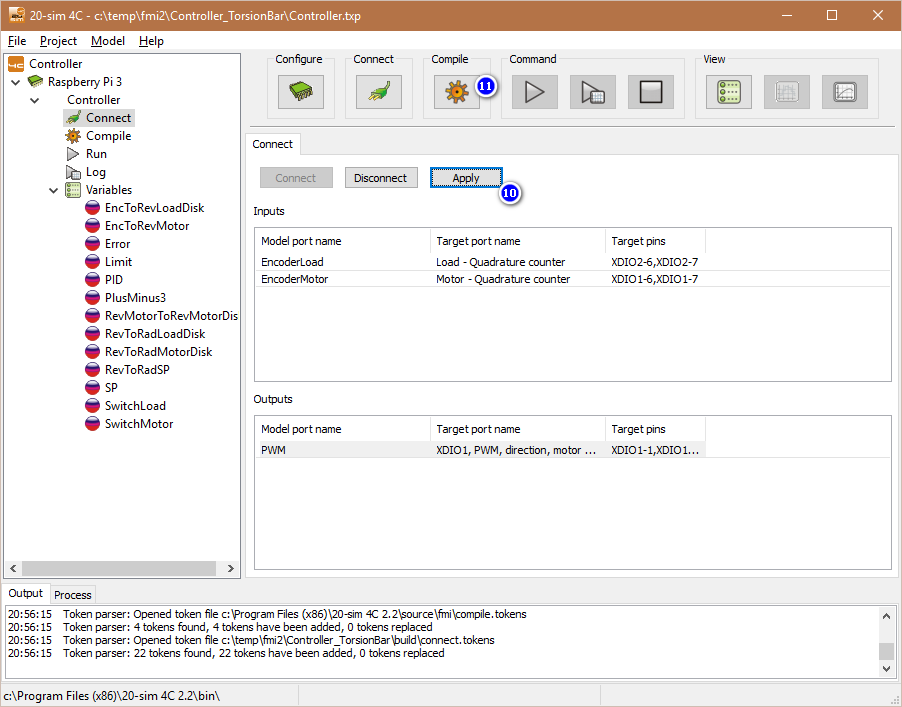 20-sim 4C - c:\temp\fmi2\Controller_TorsionBar\Controller.txp
File Project Model Help
Controller
Raspberry Pi 3
Controller
Connect
Compile
Run
Log
Variables
EncToRevLoadDisk
EncToRevMotor
Error
Limit
PID
PlusMinus3
RevMotorToRevMotorDis
RevToRadLoadDisk
RevToRadMotorDisk
RevToRadSP
SP
SwitchLoad
SwitchMotor
Configure Connect Compile Command View
11
Connect
Connect Disconnect Apply
10
Inputs
Model port name Target port name Target pins
EncoderLoad Load - Quadrature counter XDIO2-6,XDIO2-7
EncoderMotor Motor - Quadrature counter XDIO1-6,XDIO1-7
Outputs
Model port name Target port name Target pins
PWM XDIO1, PWM, direction, motor ... XDIO1-1,XDIO1...
Output Process
20:56:15 Token parser: Opened token file c:\Program Files (x86)\20-sim 4C 2.2\source\fmi\compile.tokens
20:56:15 Token parser: 4 tokens found, 4 tokens have been added, 0 tokens replaced
20:56:15 Token parser: Opened token file c:\temp\fmi2\Controller_TorsionBar\build\connect.tokens
20:56:15 Token parser: 22 tokens found, 22 tokens have been added, 0 tokens replaced
c:\Program Files (x86)\20-sim 4C 2.2\bin\